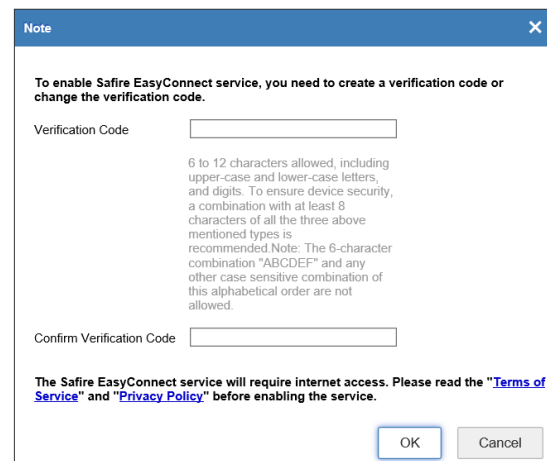 Note
To enable Safire EasyConnect service, you need to create a verification code or
change the verification code.
Verification Code
6 to 12 characters allowed, including
upper-case and lower-case letters,
and digits. To ensure device security,
a combination with at least 8
characters of all the three above
mentioned types is
recommended.Note: The 6-character
combination "ABCDEF" and any
other case sensitive combination of
this alphabetical order are not
allowed.
Confirm Verification Code
The Safire EasyConnect service will require internet access. Please read the "Terms of
Service" and "Privacy Policy" before enabling the service.
OK
Cancel